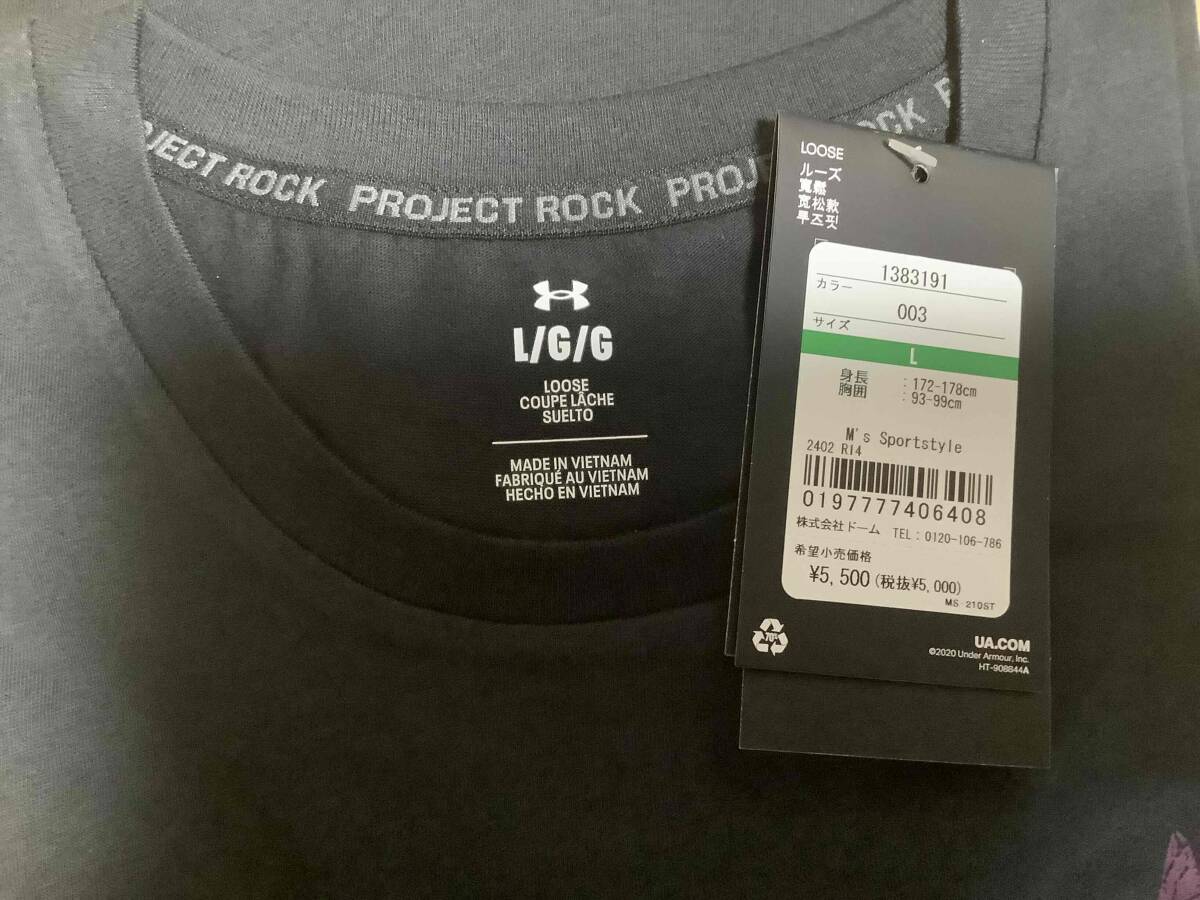 JECT ROCK PROJECT ROCK PROJ
CK
L/G/G
LOOSE
COUPE LÂCHE
SUELTO
MADE IN VIETNAM
FABRIQUÉ AU VIETNAM
HECHO EN VIETNAM
LOOSE
ルーズ
寬鬆
宽松款
루즈핏
1383191
カラー
003
サイズ
L
身長 :172-178cm
胸囲 :93-99cm
M's Sportstyle
2402 R14
0197777406408
株式会社ドーム TEL:0120-106-786
希望小売価格
¥5,500(税抜¥5,000)
MS-210ST
70%
UA.COM
©2020 Under Armour, Inc.
HT-908844A